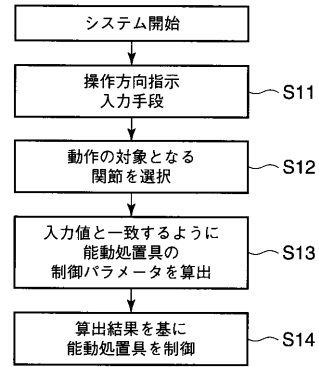 システム開始
操作方向指示
入力手段
S11
動作の対象となる
関節を選択
S12
入力値と一致するように
能動処置具の
制御パラメータを算出
S13
算出結果を基に
能動処置具を制御
S14